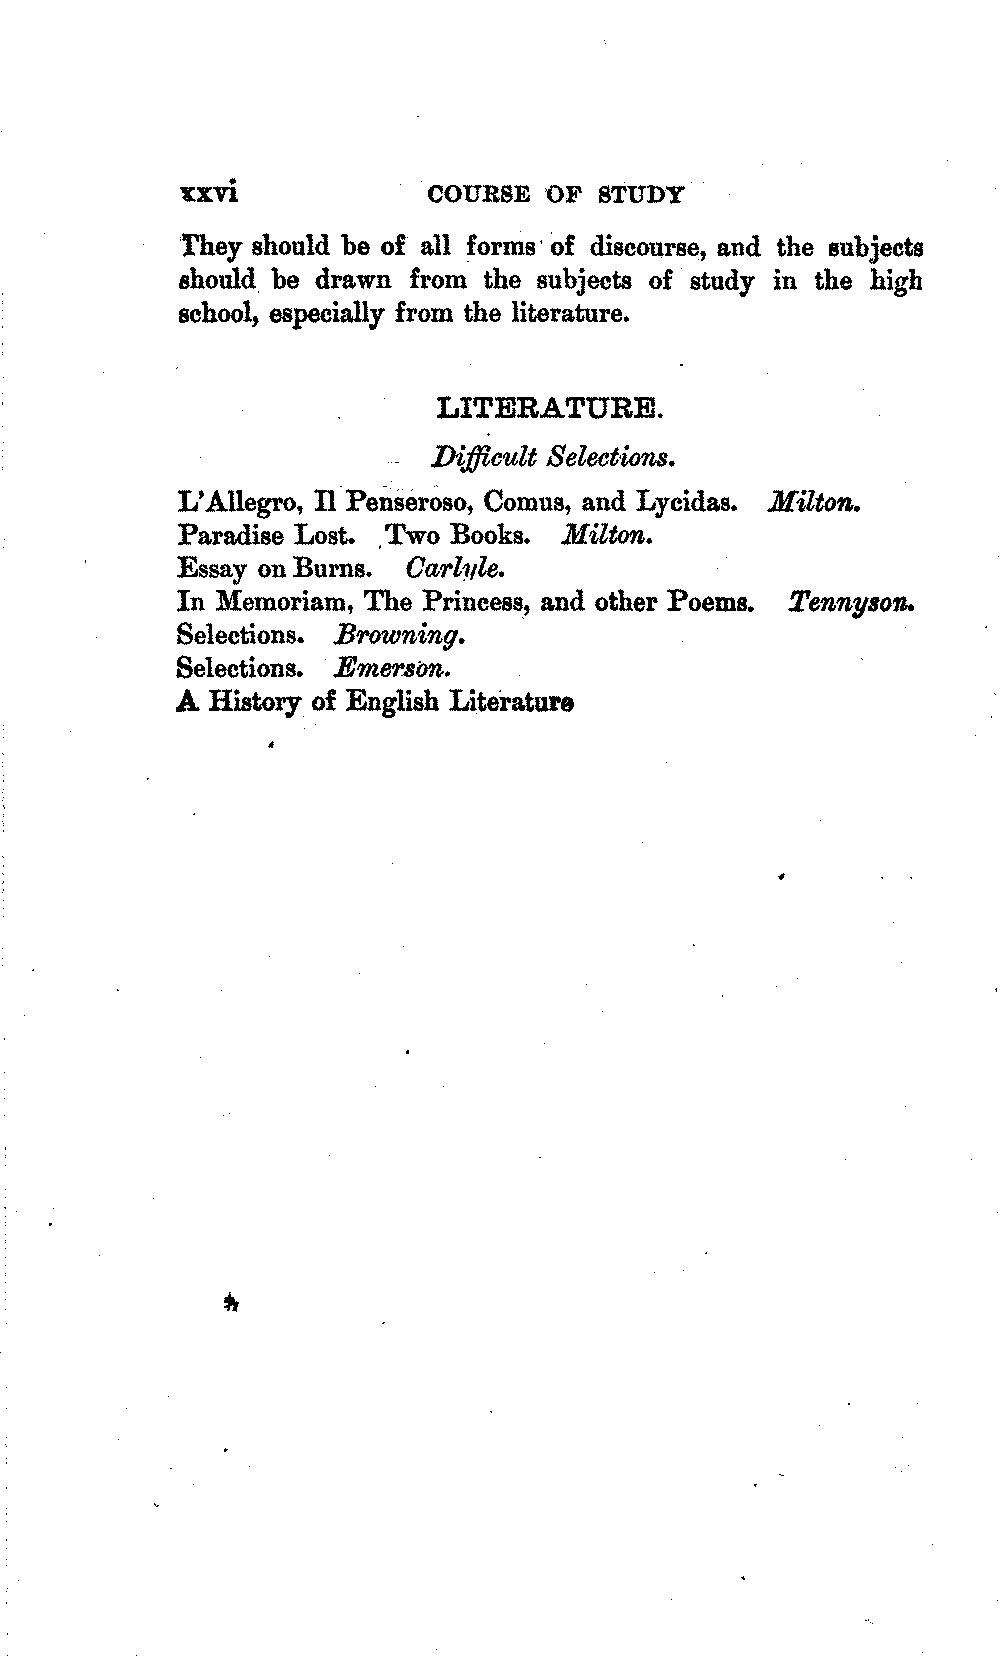 xxvi COURSE OF STUDY
They should be of all forms of discourse, and the subjects
should be drawn from the subjects of study in the high
school, especially from the literature.
LITERATURE.
Difficult Selections.
L'Allegro, Il Penseroso, Comus, and Lycidas. Milton.
Paradise Lost. Two Books. Milton.
Essay on Burns. Carlyle.
In Memoriam, The Princess, and other Poems. Tennyson.
Selections. Browning.
Selections. Emerson.
A History of English Literature